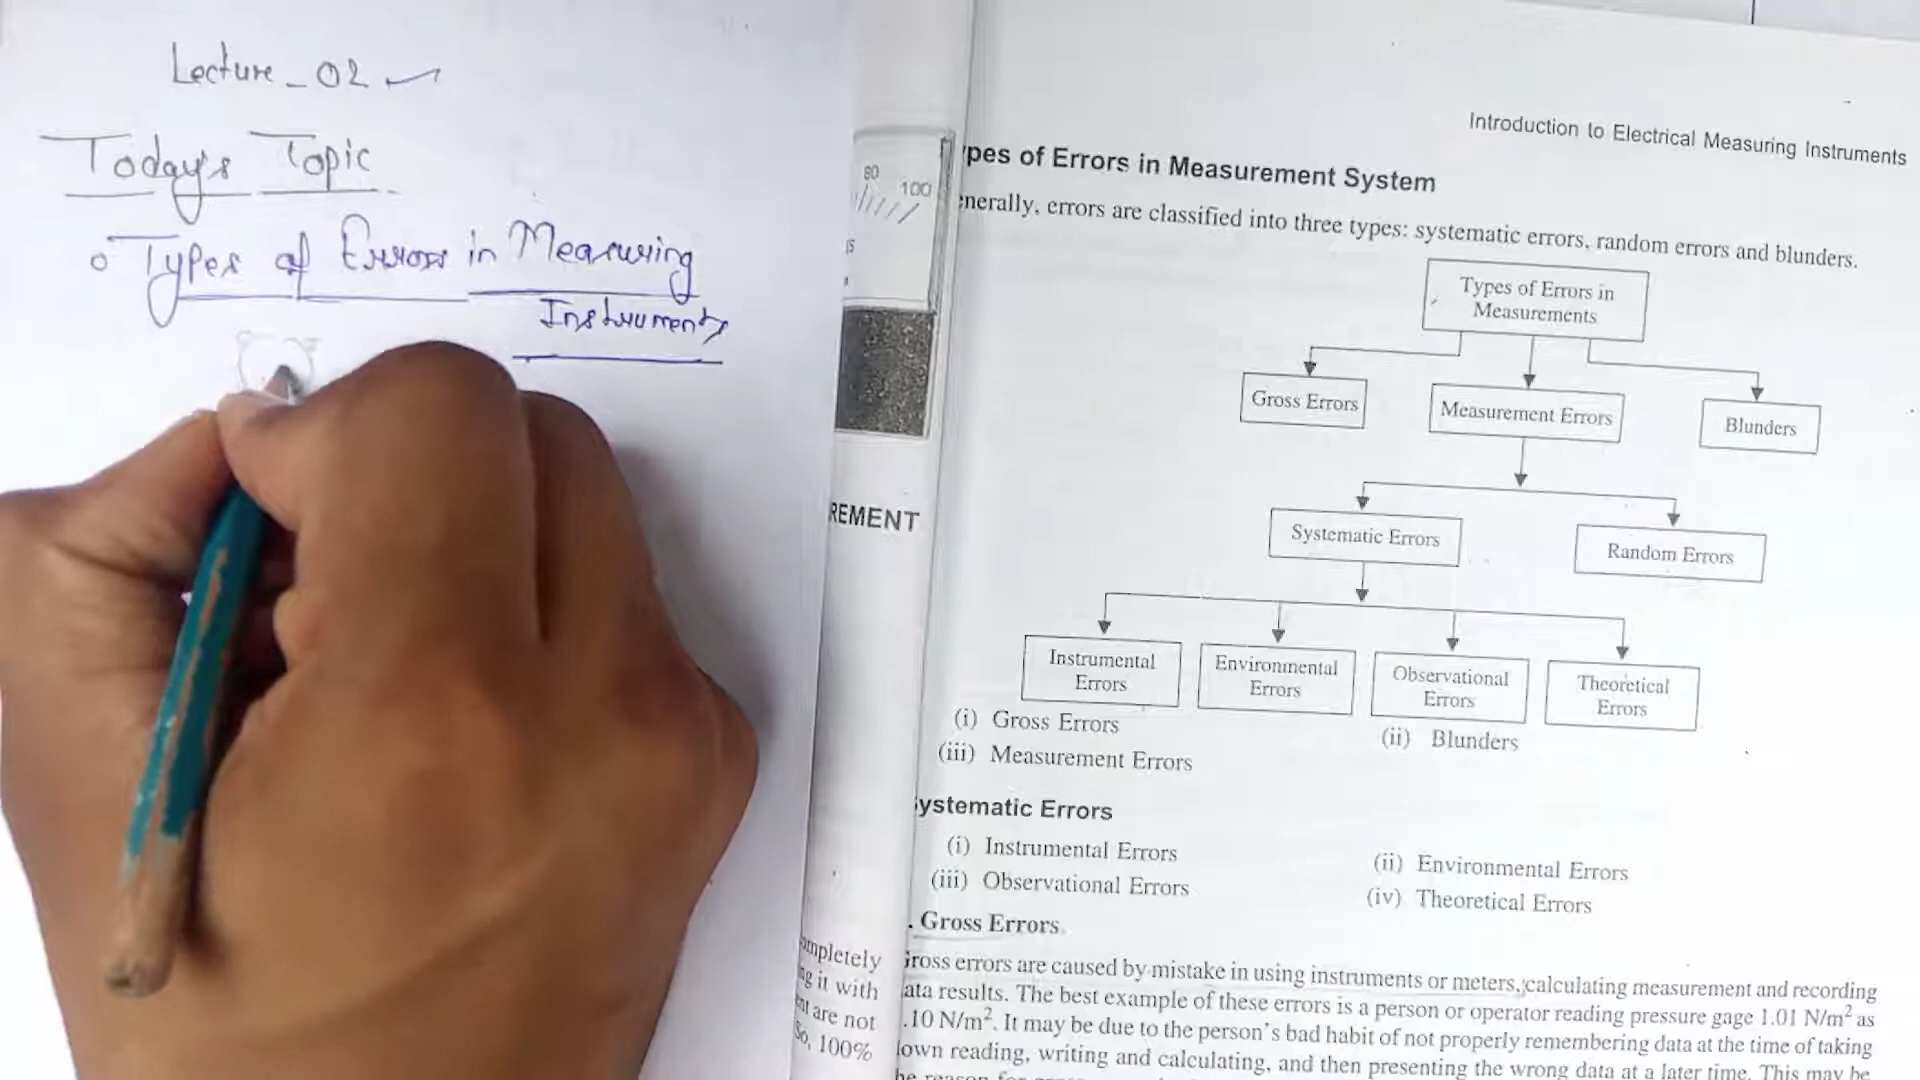 Lecture - 02
Today's Topic
Types of Errors in Measuring
Instruments
80
100
REMENT
ompletely
g it with
nt are not
So, 100%
Introduction to Electrical Measuring Instruments
ypes of Errors in Measurement System
enerally, errors are classified into three types: systematic errors, random errors and blunders.
Types of Errors in
Measurements
Gross Errors
Measurement Errors
Blunders
Systematic Errors
Random Errors
Instrumental
Errors
Environmental
Errors
Observational
Errors
Theoretical
Errors
(i) Gross Errors
(ii) Blunders
(iii) Measurement Errors
ystematic Errors
(i) Instrumental Errors
(ii) Environmental Errors
(iii) Observational Errors
(iv) Theoretical Errors
. Gross Errors.
ross errors are caused by mistake in using instruments or meters, calculating measurement and recording
ata results. The best example of these errors is a person or operator reading pressure gage 1.01 N/m² as
.10 N/m². It may be due to the person's bad habit of not properly remembering data at the time of taking
own reading, writing and calculating, and then presenting the wrong data at a later time. This may be